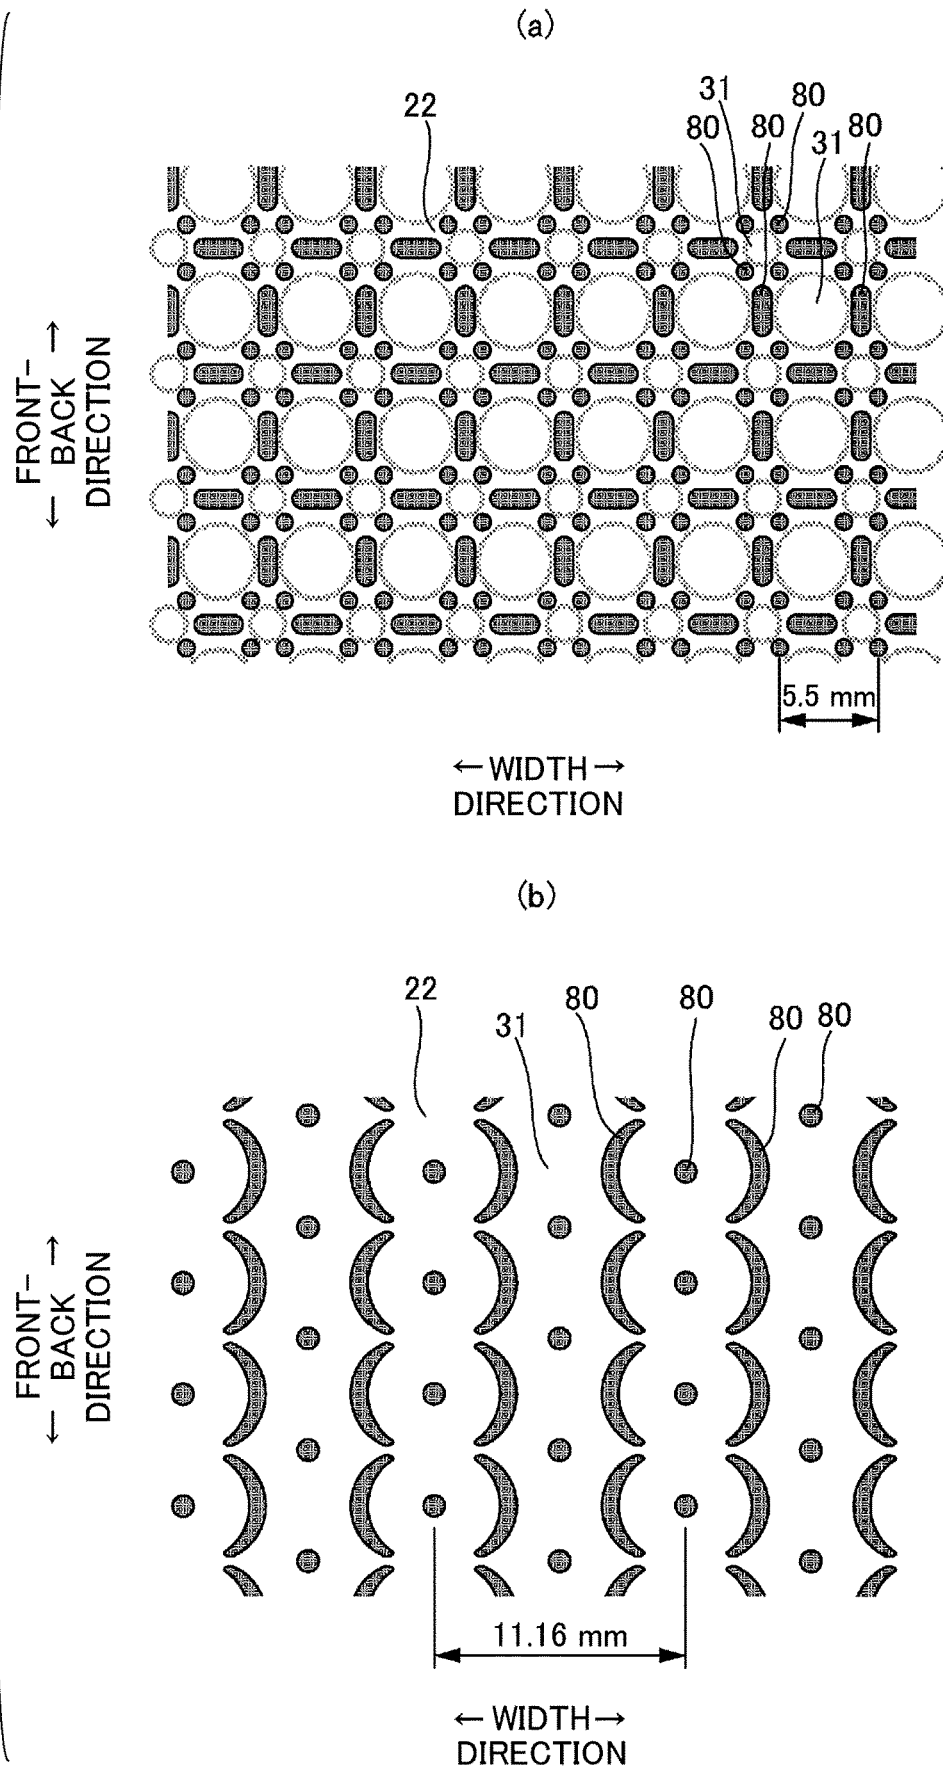 (a)
22
31
80
80
80
31
80
FRONT-
BACK
DIRECTION
5.5 mm
←WIDTH→
DIRECTION
(b)
22
31
80
80
80
80
FRONT-
← BACK →
DIRECTION
11.16 mm
←WIDTH→
DIRECTION